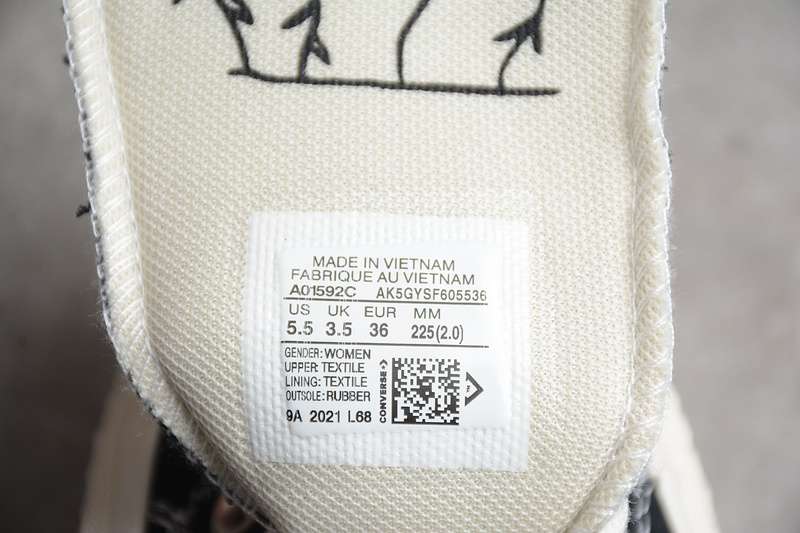 MADE IN VIETNAM
FABRIQUE AU VIETNAM
A01592C AK5GYSF605536
US UK EUR MM
5.5 3.5 36 225(2.0)
GENDER: WOMEN
UPPER: TEXTILE
LINING: TEXTILE
OUTSOLE: RUBBER
9A 2021 L68
CONVERSE